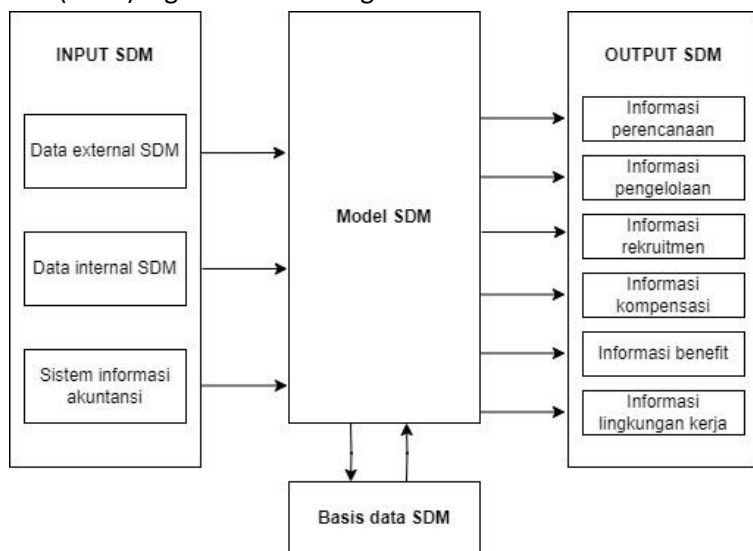 INPUT SDM
Data external SDM
Data internal SDM
Sistem informasi
akuntansi
Model SDM
Basis data SDM
OUTPUT SDM
Informasi
perencanaan
Informasi
pengelolaan
Informasi
rekruitmen
Informasi
kompensasi
Informasi benefit
Informasi
lingkungan kerja